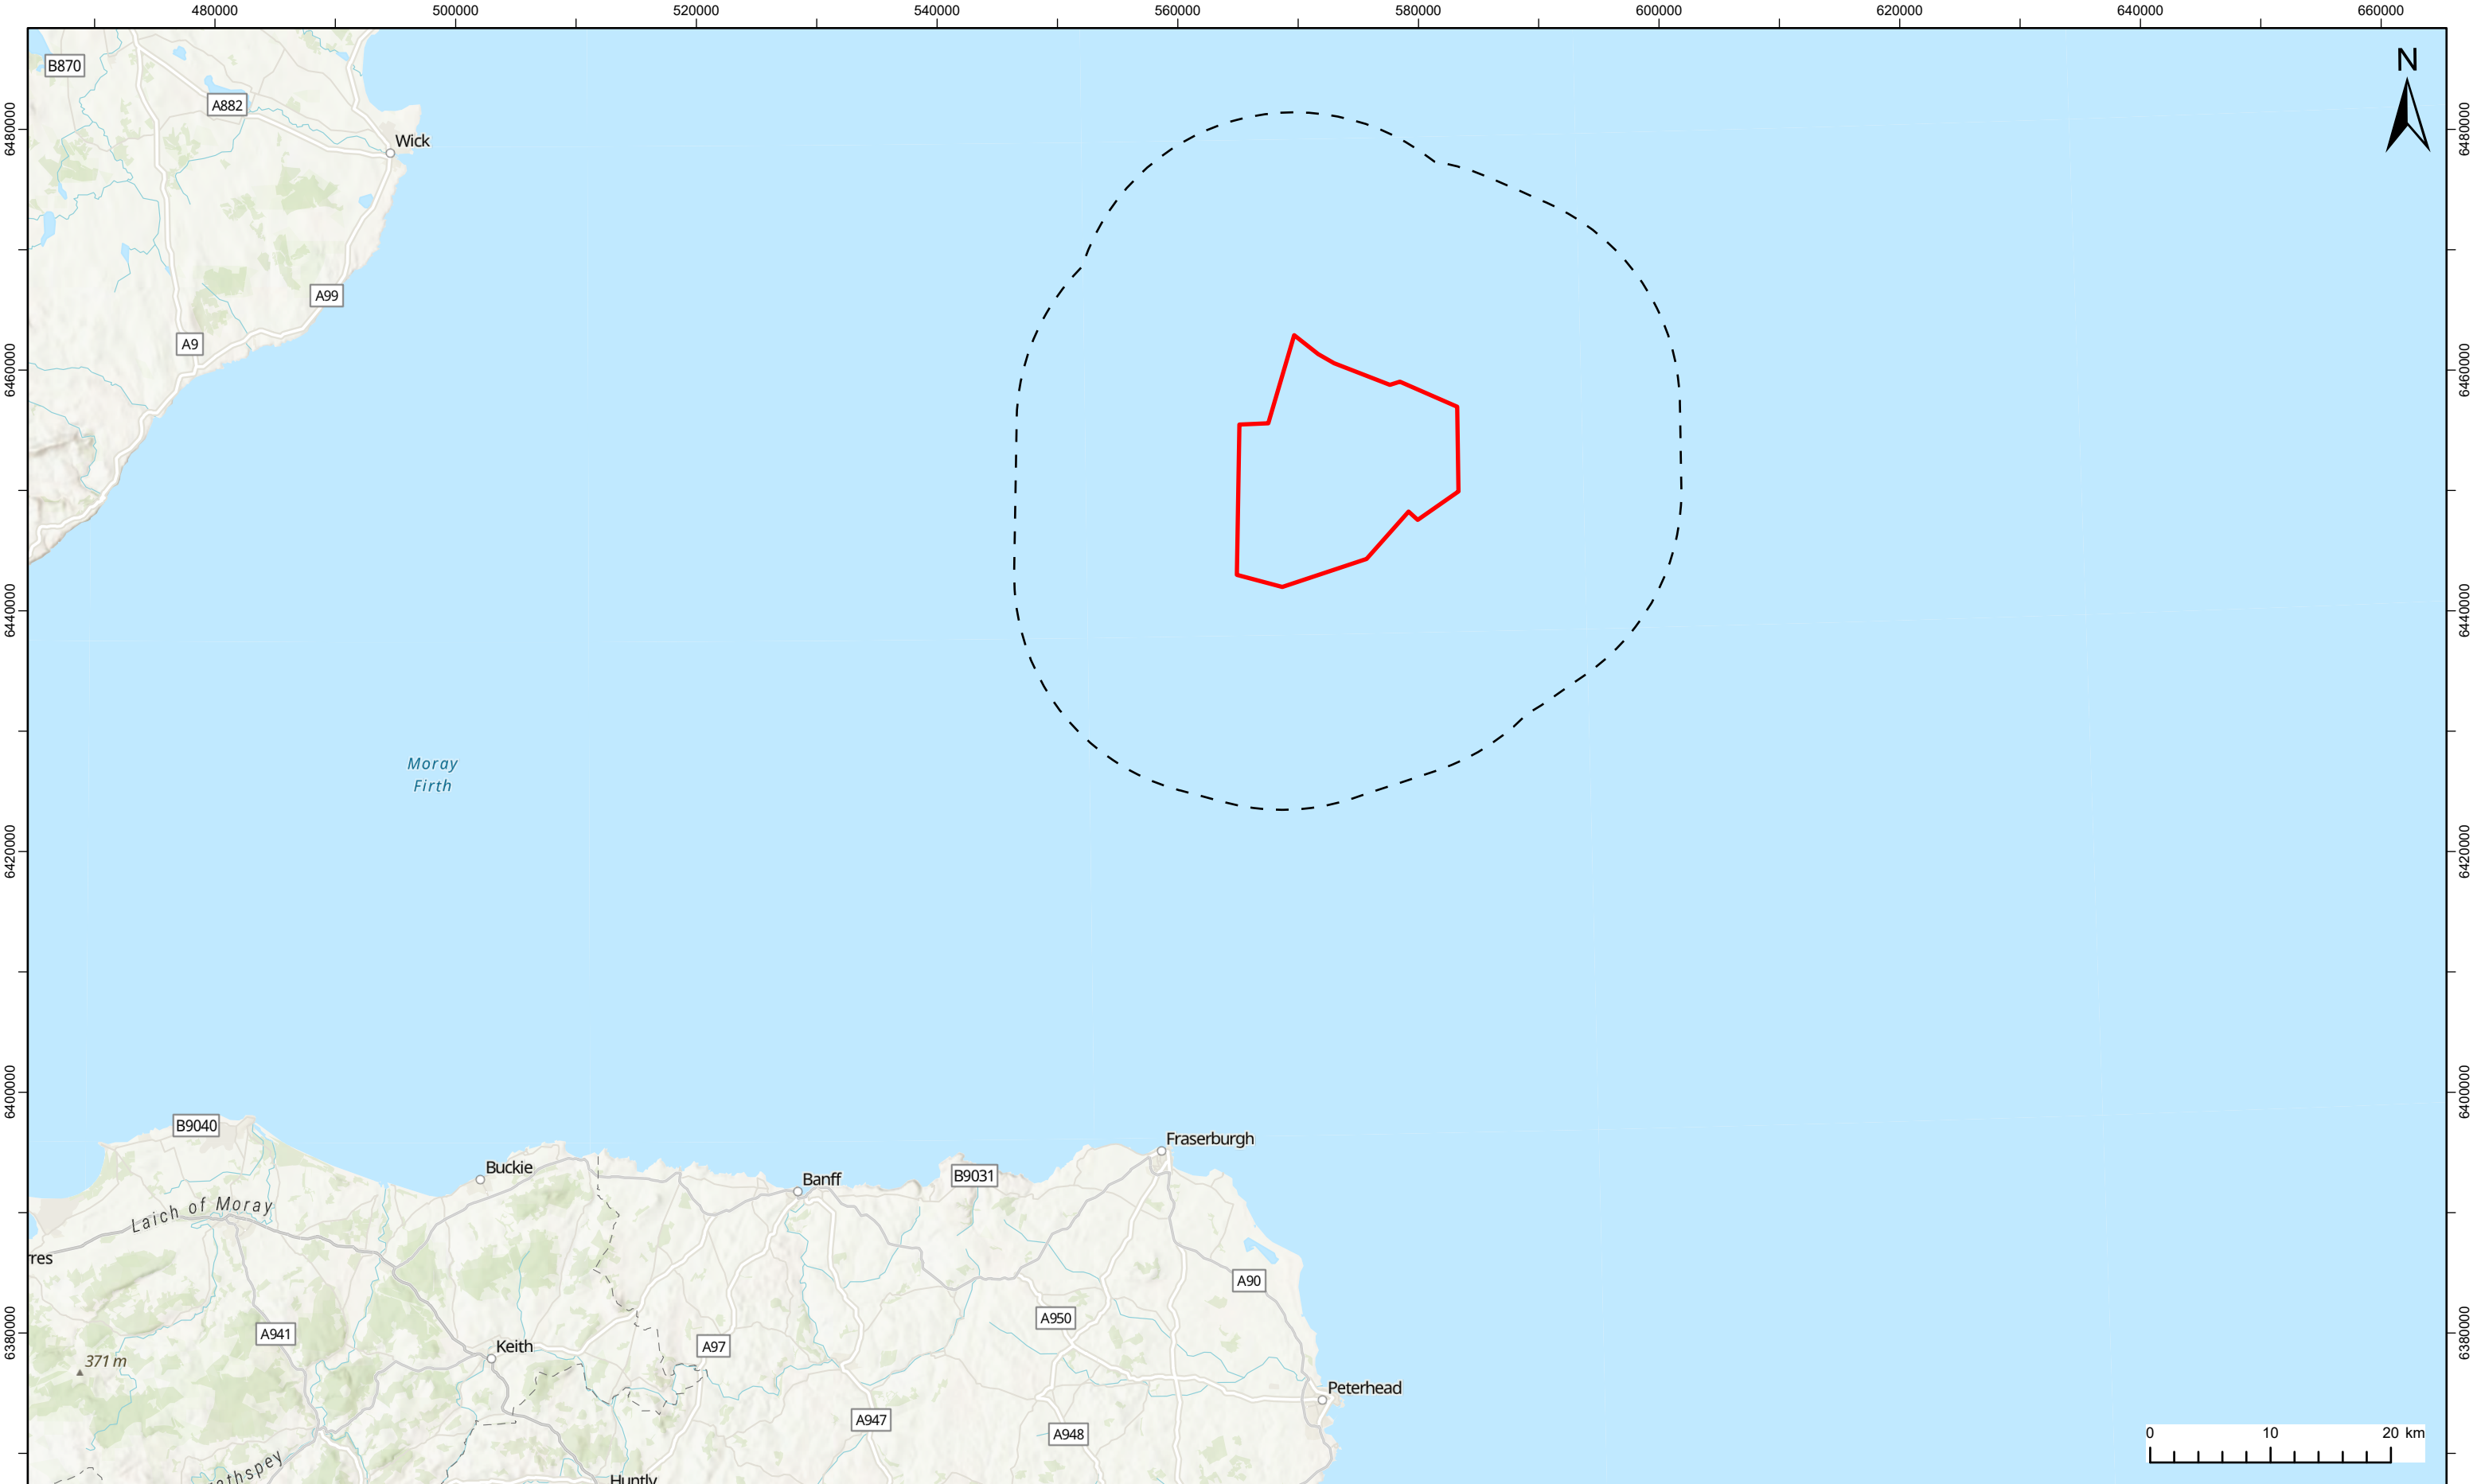 480000 500000 520000 540000 560000 580000 600000 620000 640000 660000
N
B870
A882
Wick
6480000
6480000
A99
A9
6460000
6460000
6440000
6440000
Moray
Firth
6420000
6420000
6400000
6400000
B9040
Fraserburgh
Buckie
Banff
B9031
Laich of Moray
rres
A90
A950
A941
6380000
6380000
Keith
A97
371 m
Peterhead
A947
A948
0 10 20 km
athspey
Huntly